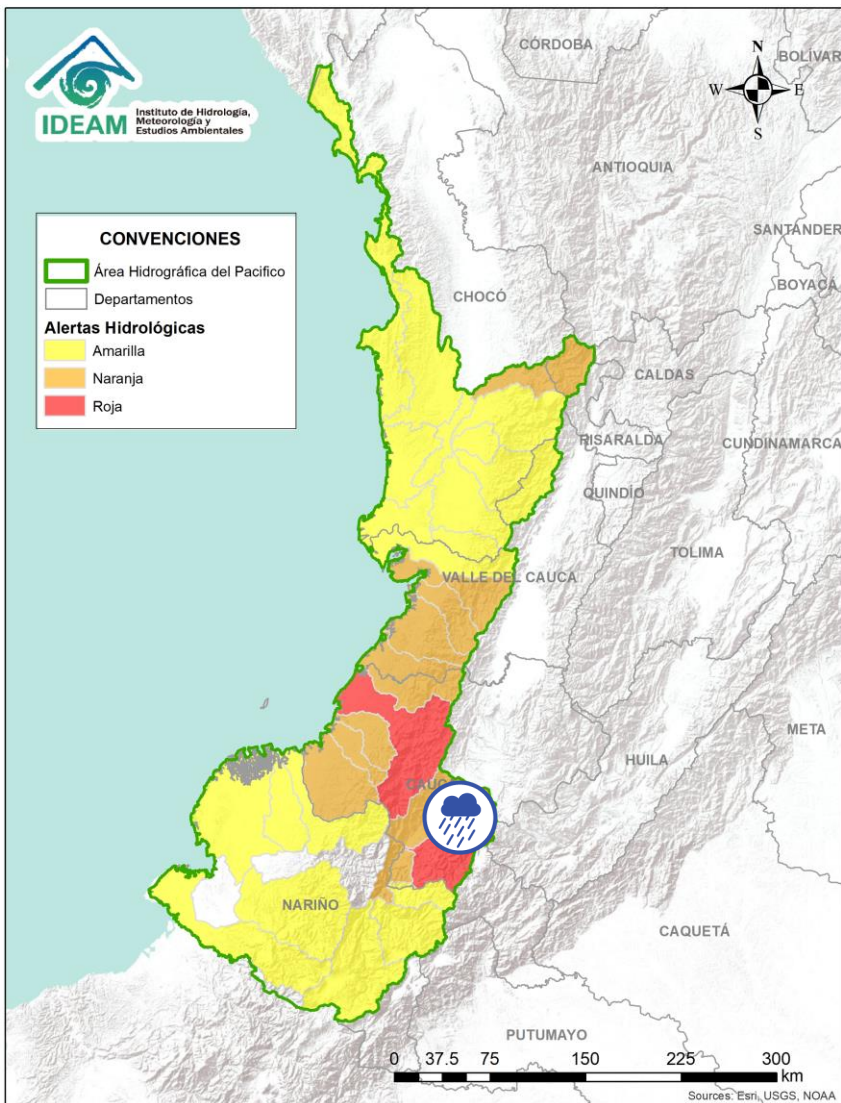 IDEAM
Instituto de Hidrología,
Meteorología y
Estudios Ambientales
CÓRDOBA
BOLÍVAR
N
W
E
S
ANTIOQUIA
SANTANDER
BOYACÁ
CONVENCIONES
Área Hidrográfica del Pacifico
Departamentos
Alertas Hidrológicas
Amarilla
Naranja
Roja
CHOCÓ
CALDAS
RISARALDA
CUNDINAMARCA
QUINDÍO
TOLIMA
VALLE DEL CAUCA
META
HUILA
NARIÑO
CAQUETÁ
PUTUMAYO
0 37.5 75 150 225 300
km
Sources: Esri, USGS, NOAA